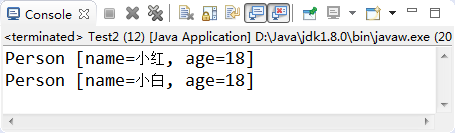 Console
<terminated> Test2 (12) [Java Application] D:\Java\jdk1.8.0\bin\javaw.exe (20
Person [name=小红, age=18]
Person [name=小白, age=18]